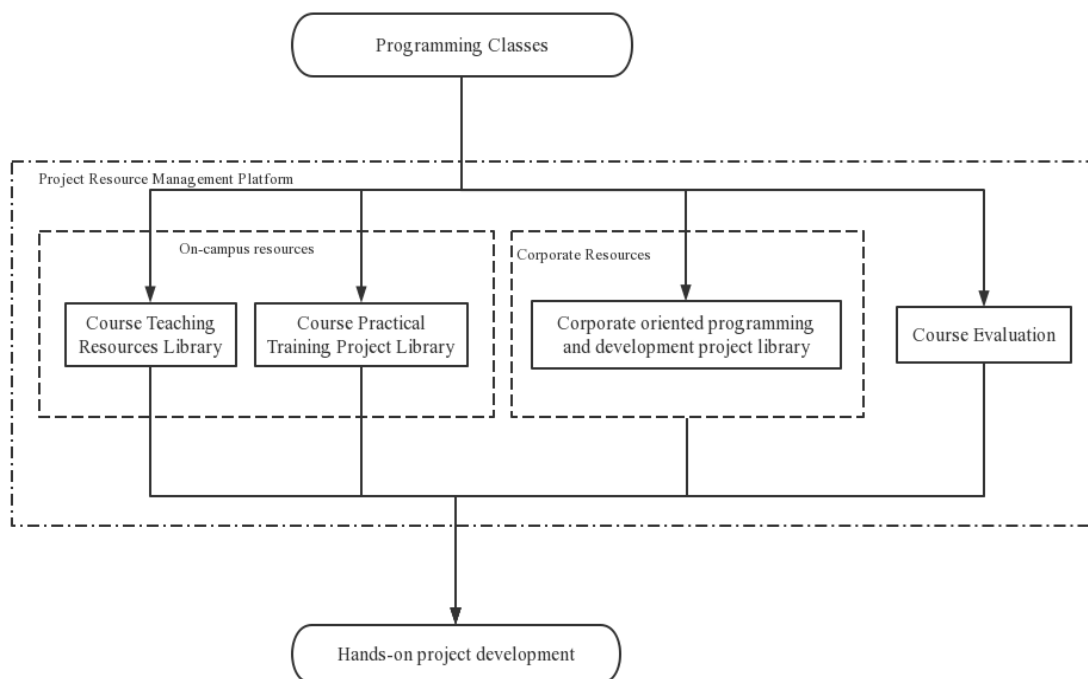 Programming Classes
Project Resource Management Platform
On-campus resources
Corporate Resources
Course Teaching
Resources Library
Course Practical
Training Project Library
Corporate oriented programming
and development project library
Course Evaluation
Hands-on project development